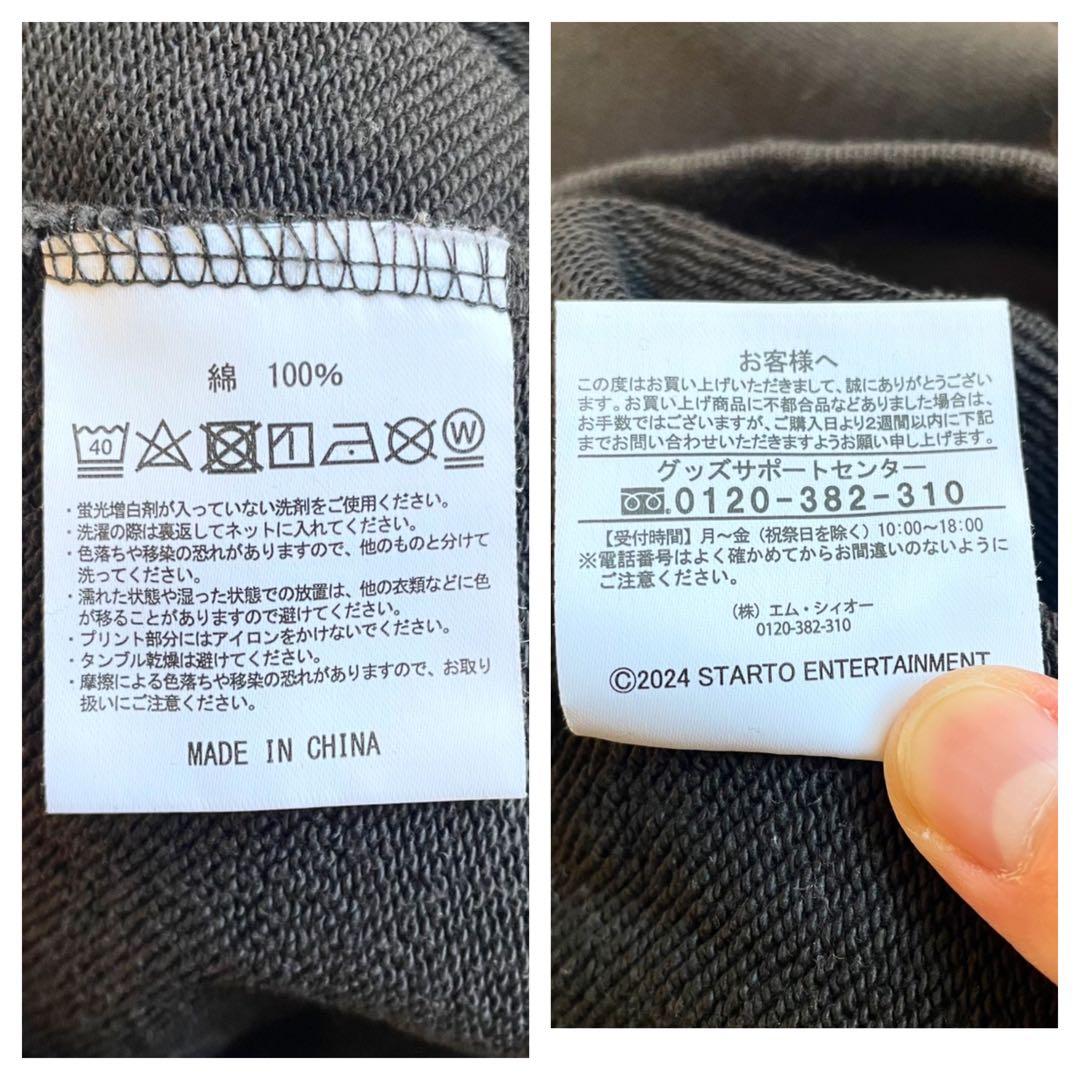 綿 100%
40
W
・蛍光増白剤が入っていない洗剤をご使用ください。
・洗濯の際は裏返してネットに入れてください。
・色落ちや移染の恐れがありますので、他のものと分けて
洗ってください。
・濡れた状態や湿った状態での放置は、他の衣類などに色
が移ることがありますので避けてください。
・プリント部分にはアイロンをかけないでください。
・タンブル乾燥は避けてください。
・摩擦による色落ちや移染の恐れがありますので、お取り
扱いにご注意ください。
MADE IN CHINA
お客様へ
この度はお買い上げいただきまして、誠にありがとうござい
ます。お買い上げ商品に不都合品などありました場合は、
お手数ではございますが、ご購入日より2週間以内に下記
までお問い合わせいただきますようお願い申し上げます。
グッズサポートセンター
0120-382-310
【受付時間】月～金（祝祭日を除く）10:00～18:00
※電話番号はよく確かめてからお間違いのないように
ご注意ください。
（株）エム・シィオー
0120-382-310
©2024 STARTO ENTERTAINMENT